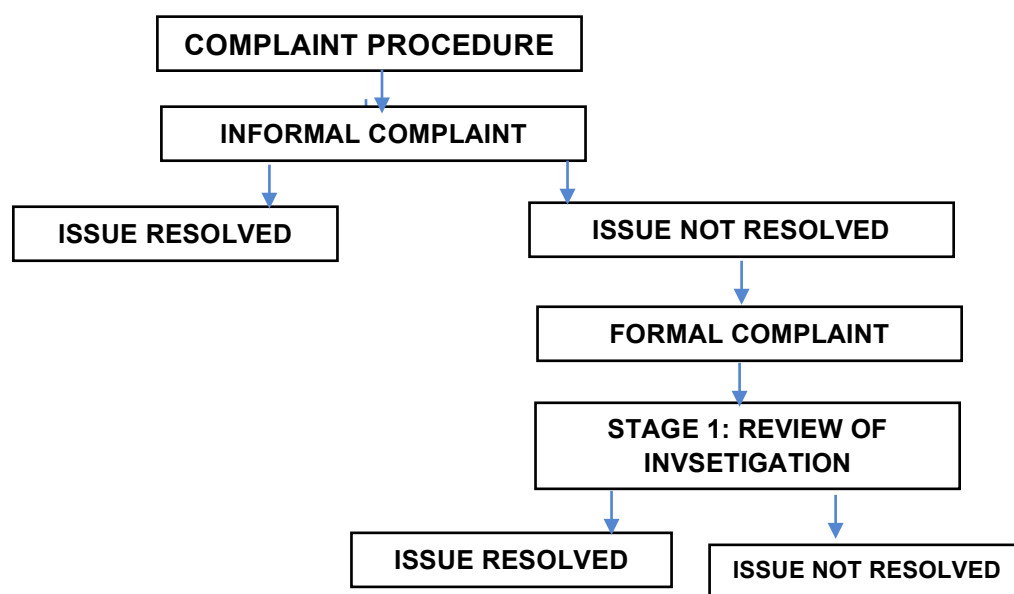 COMPLAINT PROCEDURE
INFORMAL COMPLAINT
ISSUE RESOLVED
ISSUE NOT RESOLVED
FORMAL COMPLAINT
STAGE 1: REVIEW OF
INVSETIGATION
ISSUE RESOLVED
ISSUE NOT RESOLVED